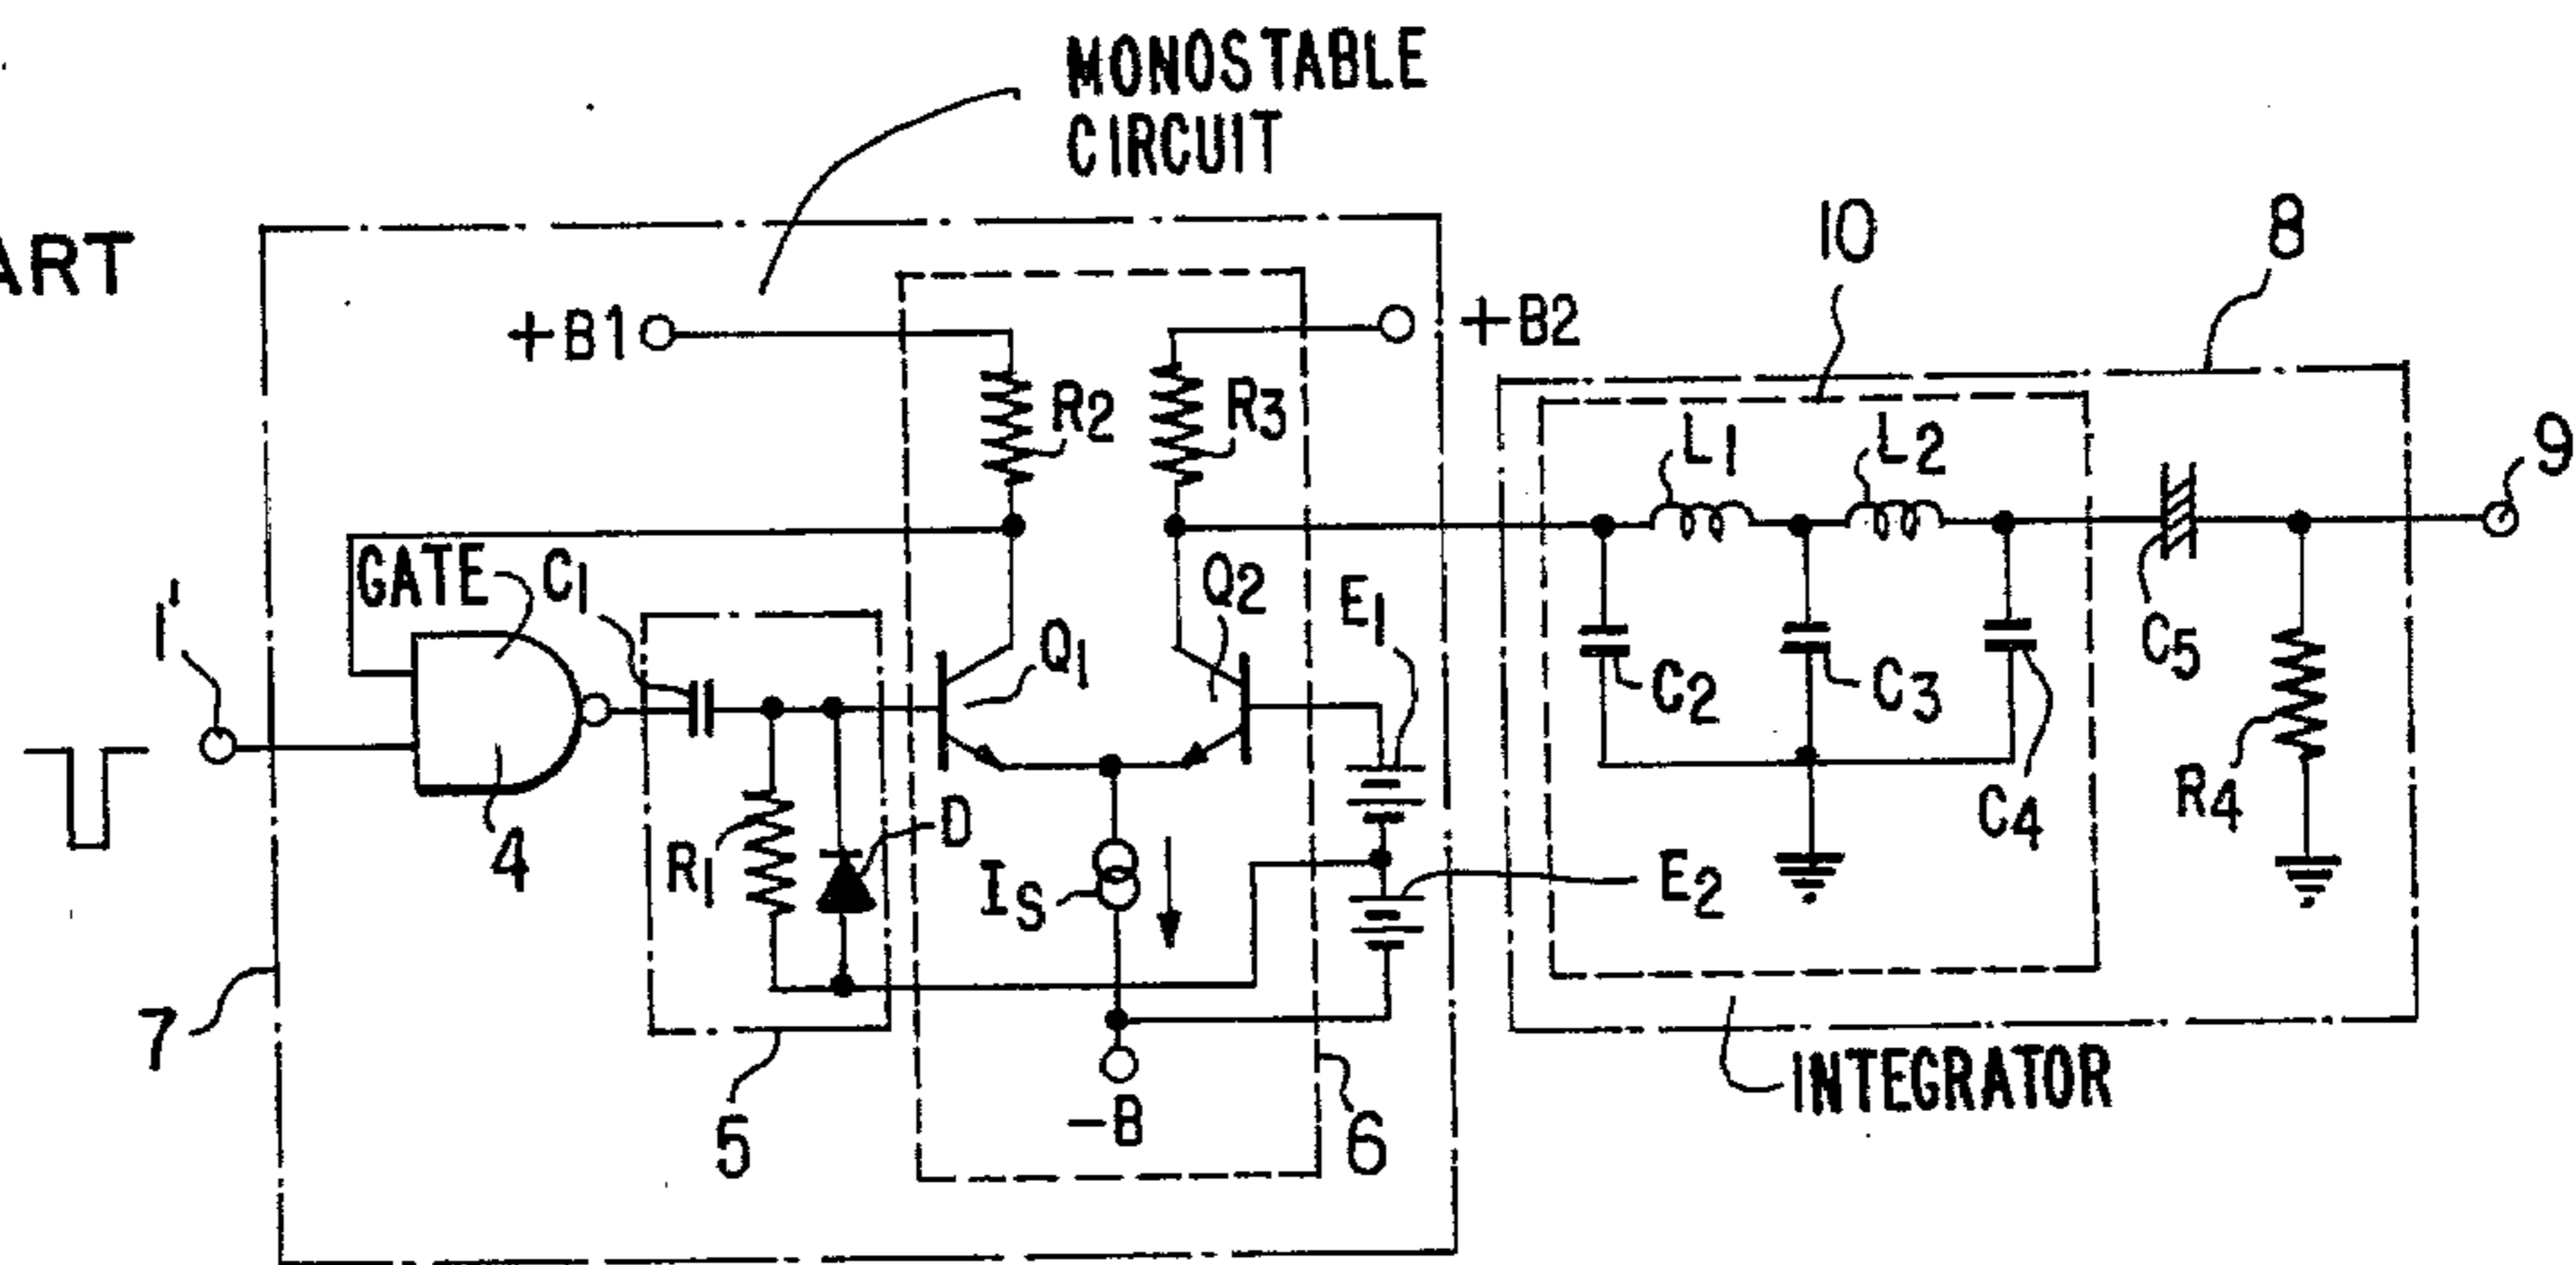 MONOSTABLE
CIRCUIT
ART
10
8
+B1
+B2
R2
R3
L1
L2
9
GATE
C1
1'
Q1
Q2
E1
C2
C3
C5
4
R1
D
IS
E2
C4
R4
7
5
-B
6
INTEGRATOR